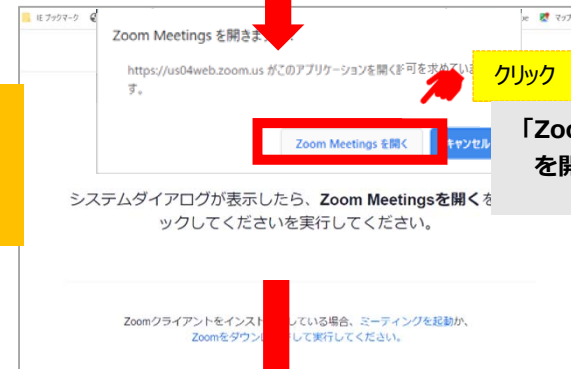 IE ブックマーク
マップ
Zoom Meetings を開きま
https://us04web.zoom.us がこのアプリケーションを開く許可を求めていま
す。
クリック
Zoom Meetings を開く
キャンセル
「Zoo
を開
システムダイアログが表示したら、Zoom Meetingsを開くを
ックしてくださいを実行してください。
Zoomクライアントをインスト している場合、ミーティングを起動か、
Zoomをダウン して実行してください。